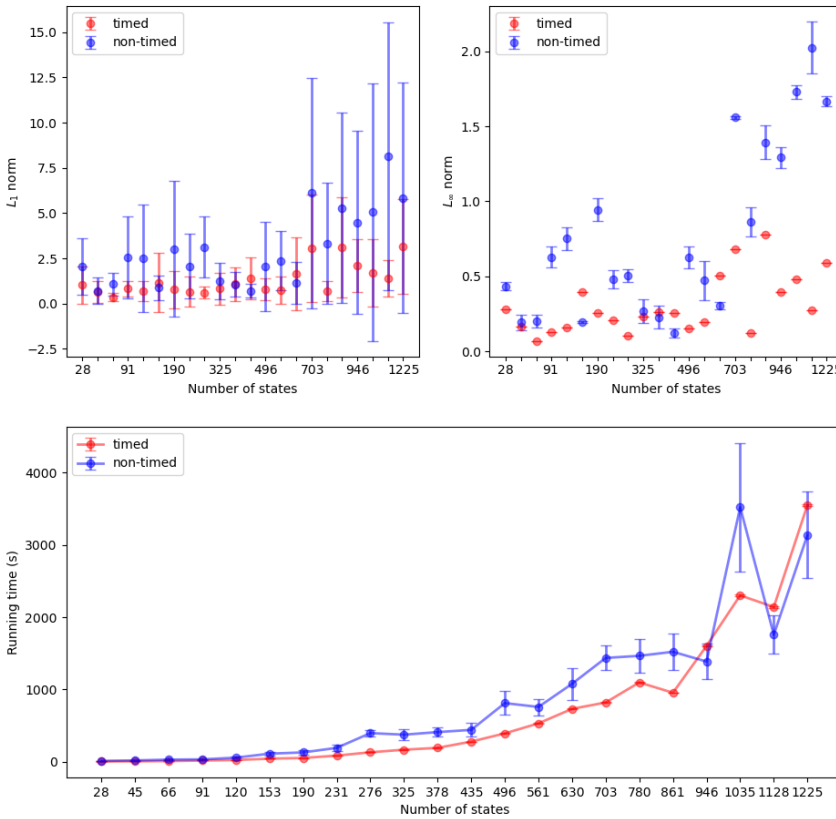 timed
non-timed
15.0
12.5
10.0
7.5
5.0
2.5
0.0
−2.5
L₁ norm
28 91 190 325 496 703 946 1225
Number of states
timed
non-timed
2.0
1.5
1.0
0.5
0.0
L∞ norm
28 91 190 325 496 703 946 1225
Number of states
timed
non-timed
4000
3000
2000
1000
0
Running time (s)
28 45 66 91 120 153 190 231 276 325 378 435 496 561 630 703 780 861 946 1035 1128 1225
Number of states